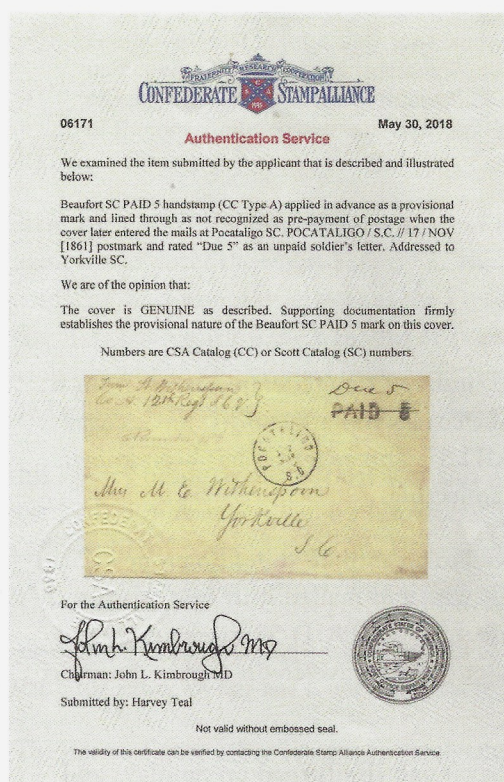 FRATERNITY RESEARCH COOPERATION
CONFEDERATE STAMP ALLIANCE
1935
06171 May 30, 2018
Authentication Service
We examined the item submitted by the applicant that is described and illustrated
below:
Beaufort SC PAID 5 handstamp (CC Type A) applied in advance as a provisional
mark and lined through as not recognized as pre-payment of postage when the
cover later entered the mails at Pocataligo SC. POCATALIGO / S.C. // 17 / NOV
[1861] postmark and rated “Due 5” as an unpaid soldier's letter. Addressed to
Yorkville SC.
We are of the opinion that:
The cover is GENUINE as described. Supporting documentation firmly
establishes the provisional nature of the Beaufort SC PAID 5 mark on this cover.
Numbers are CSA Catalog (CC) or Scott Catalog (SC) numbers
Witherspoon
12th Regt S C V
Due 5
PAID 5
POCATALIGO
S.C.
Mrs M. E. Witherspoon
Yorkville
S C.
For the Authentication Service
John L. Kimbrough MD
Chairman: John L. Kimbrough MD
Submitted by: Harvey Teal
Not valid without embossed seal.
The validity of this certificate can be verified by contacting the Confederate Stamp Alliance Authentication Service